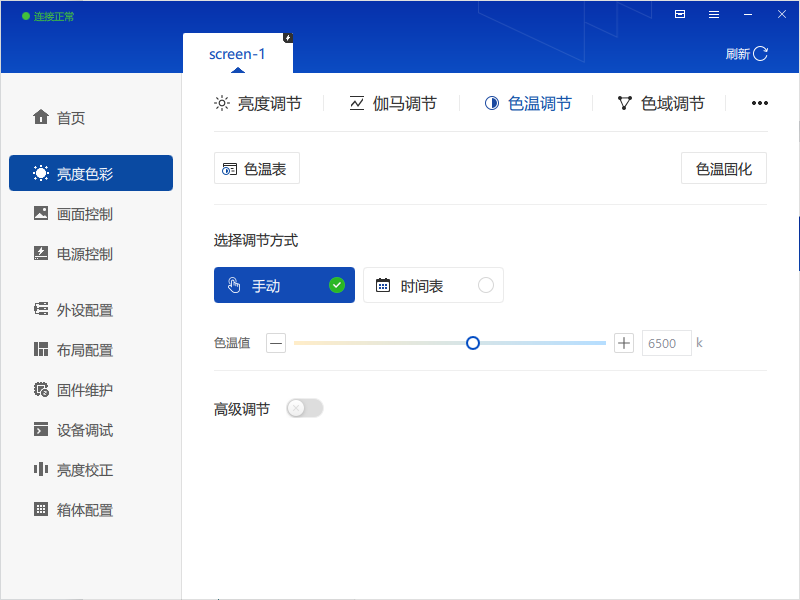 连接正常
screen-1
刷新
首页
亮度色彩
画面控制
电源控制
外设配置
布局配置
固件维护
设备调试
亮度校正
箱体配置
亮度调节
伽马调节
色温调节
色域调节
色温表
色温固化
选择调节方式
手动
时间表
色温值
6500
k
高级调节